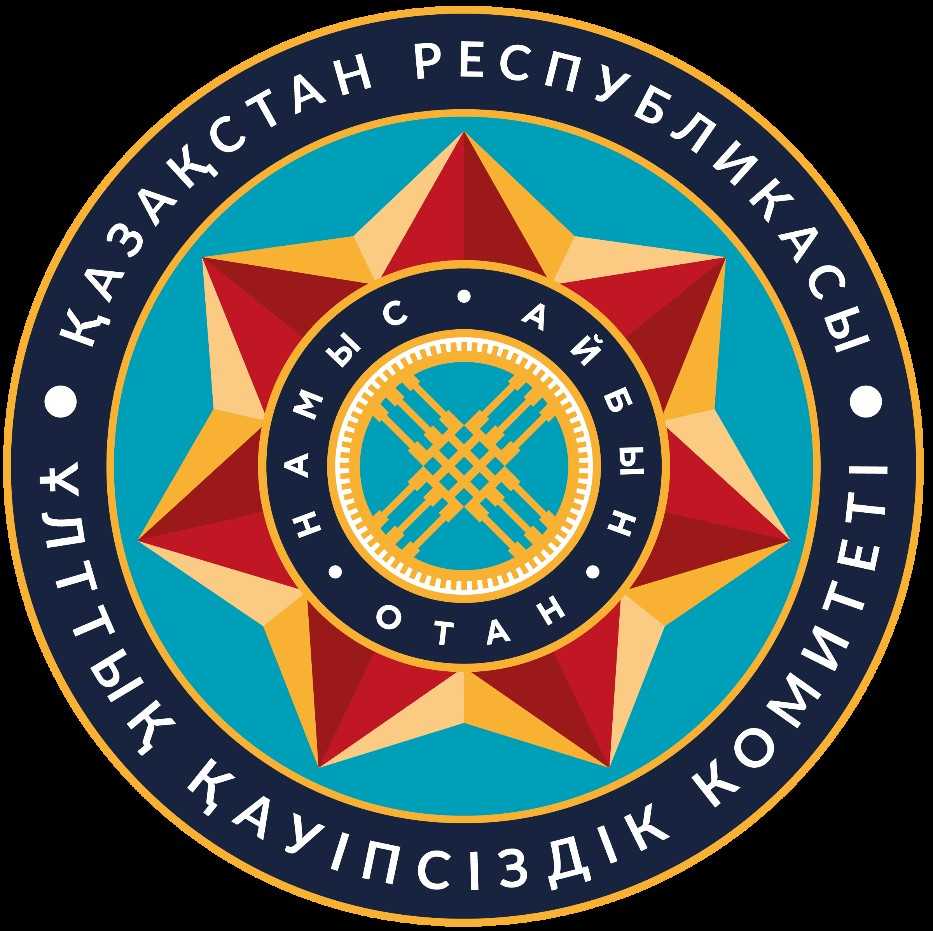 ҚАЗАҚСТАН РЕСПУБЛИКАСЫ
ҰЛТТЫҚ ҚАУІПСІЗДІК КОМИТЕТІ
НАМЫС • АЙБЫН • ОТАН